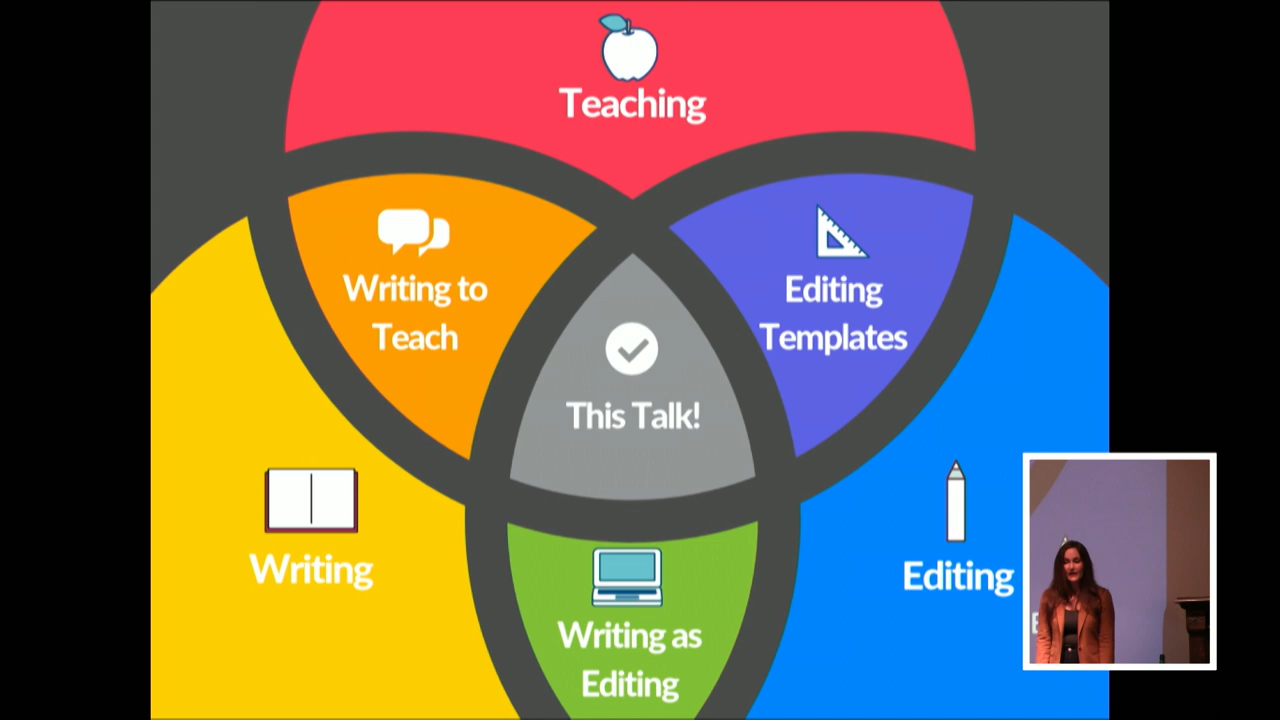 Teaching
Writing to
Teach
Editing
Templates
This Talk!
Writing
Editing
Writing as
Editing